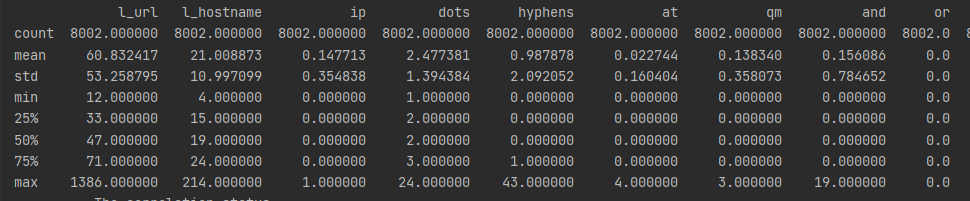 l_url l_hostname ip dots hyphens at qm and or
count 8002.000000 8002.000000 8002.000000 8002.000000 8002.000000 8002.000000 8002.000000 8002.000000 8002.0
mean 60.832417 21.008873 0.147713 2.477381 0.987878 0.022744 0.138340 0.156086 0.0
std 53.258795 10.997099 0.354838 1.394384 2.092052 0.160404 0.358073 0.784652 0.0
min 12.000000 4.000000 0.000000 1.000000 0.000000 0.000000 0.000000 0.000000 0.0
25% 33.000000 15.000000 0.000000 2.000000 0.000000 0.000000 0.000000 0.000000 0.0
50% 47.000000 19.000000 0.000000 2.000000 0.000000 0.000000 0.000000 0.000000 0.0
75% 71.000000 24.000000 0.000000 3.000000 1.000000 0.000000 0.000000 0.000000 0.0
max 1386.000000 214.000000 1.000000 24.000000 43.000000 4.000000 3.000000 19.000000 0.0